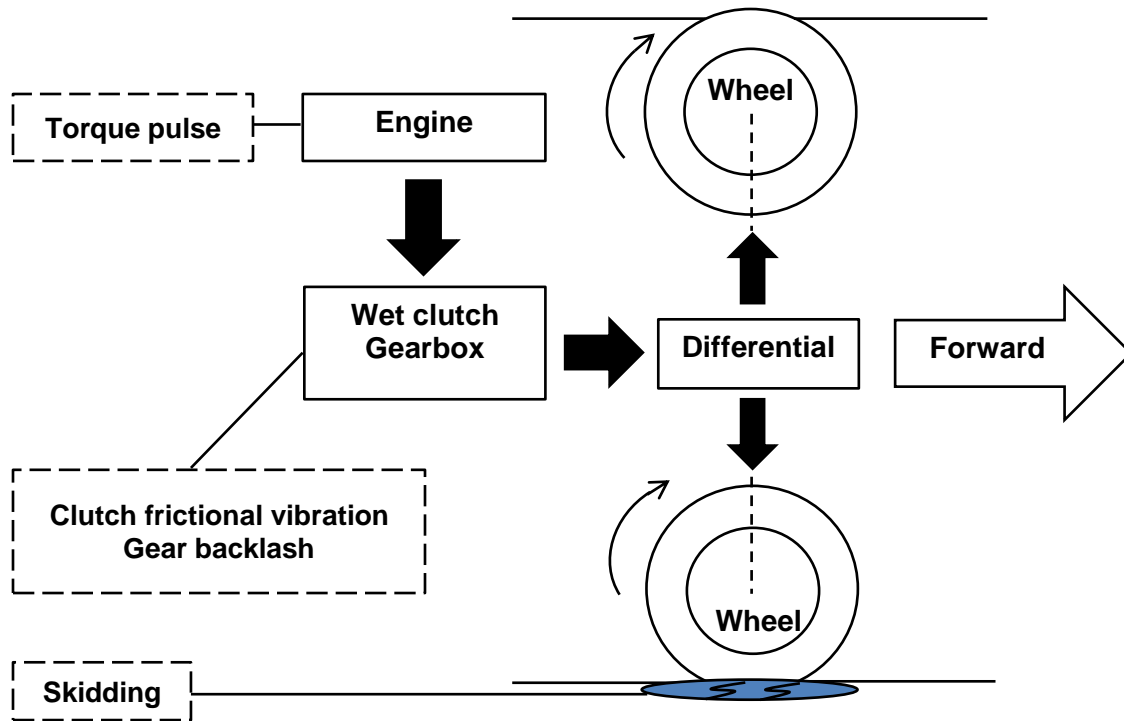 Wheel
Torque pulse
Engine
Wet clutch
Gearbox
Differential
Forward
Clutch frictional vibration
Gear backlash
Wheel
Skidding